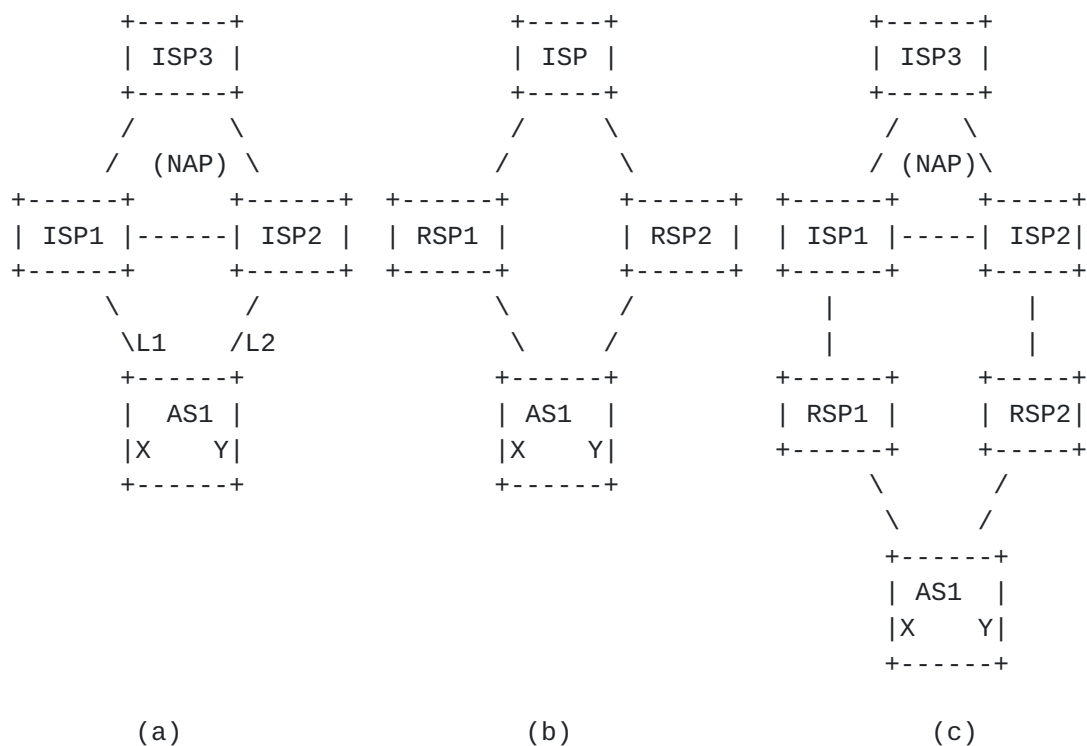 ISP3 ISP ISP3
(NAP) (NAP)
ISP1 ISP2 RSP1 RSP2 ISP1 ISP2
L1 L2
AS1 AS1 RSP1 RSP2
X Y X Y
AS1
X Y
(a) (b) (c)